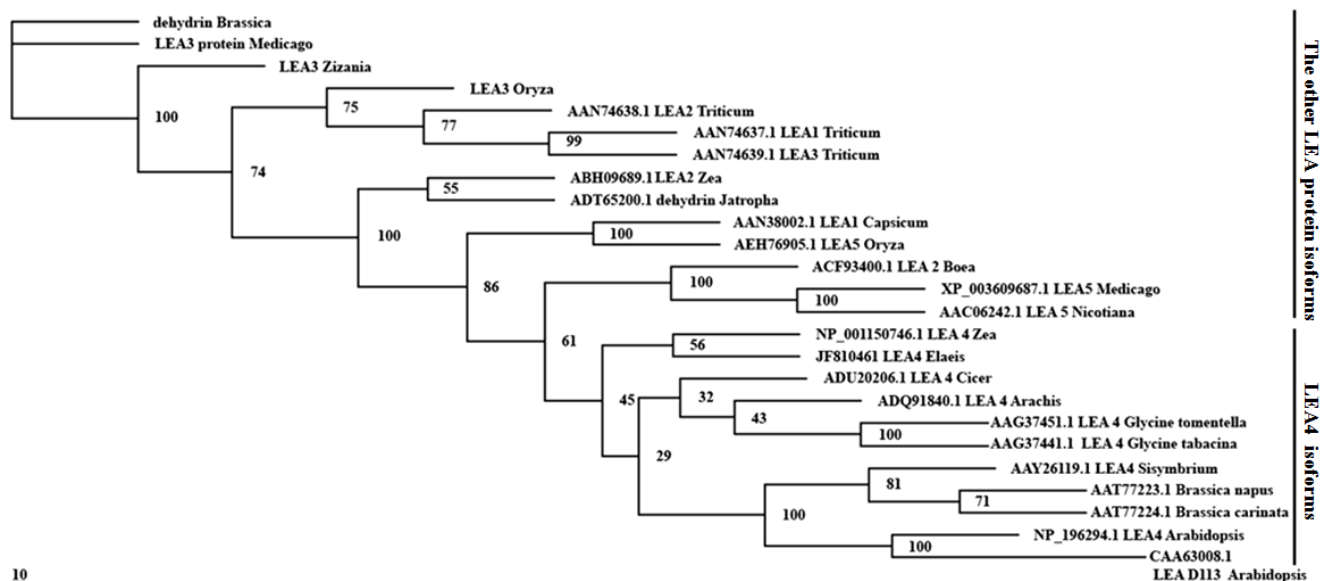 dehydrin Brassica
LEA3 protein Medicago
LEA3 Zizania
LEA3 Oryza
75
AAN74638.1 LEA2 Triticum
100
77
AAN74637.1 LEA1 Triticum
99
AAN74639.1 LEA3 Triticum
74
ABH09689.1 LEA2 Zea
55
ADT65200.1 dehydrin Jatropha
AAN38002.1 LEA1 Capsicum
100
100
AEH76905.1 LEA5 Oryza
ACF93400.1 LEA 2 Boea
100
86
XP_003609687.1 LEA5 Medicago
100
AAC06242.1 LEA 5 Nicotiana
NP_001150746.1 LEA 4 Zea
61
56
JF810461 LEA4 Elaeis
ADU20206.1 LEA 4 Cicer
32
45
ADQ91840.1 LEA 4 Arachis
43
AAG37451.1 LEA 4 Glycine tomentella
100
AAG37441.1 LEA 4 Glycine tabacina
29
AAY26119.1 LEA4 Sisymbrium
81
AAT77223.1 Brassica napus
71
AAT77224.1 Brassica carinata
100
NP_196294.1 LEA4 Arabidopsis
100
CAA63008.1
LEA D113 Arabidopsis
10
The other LEA protein isoforms
LEA4 isoforms